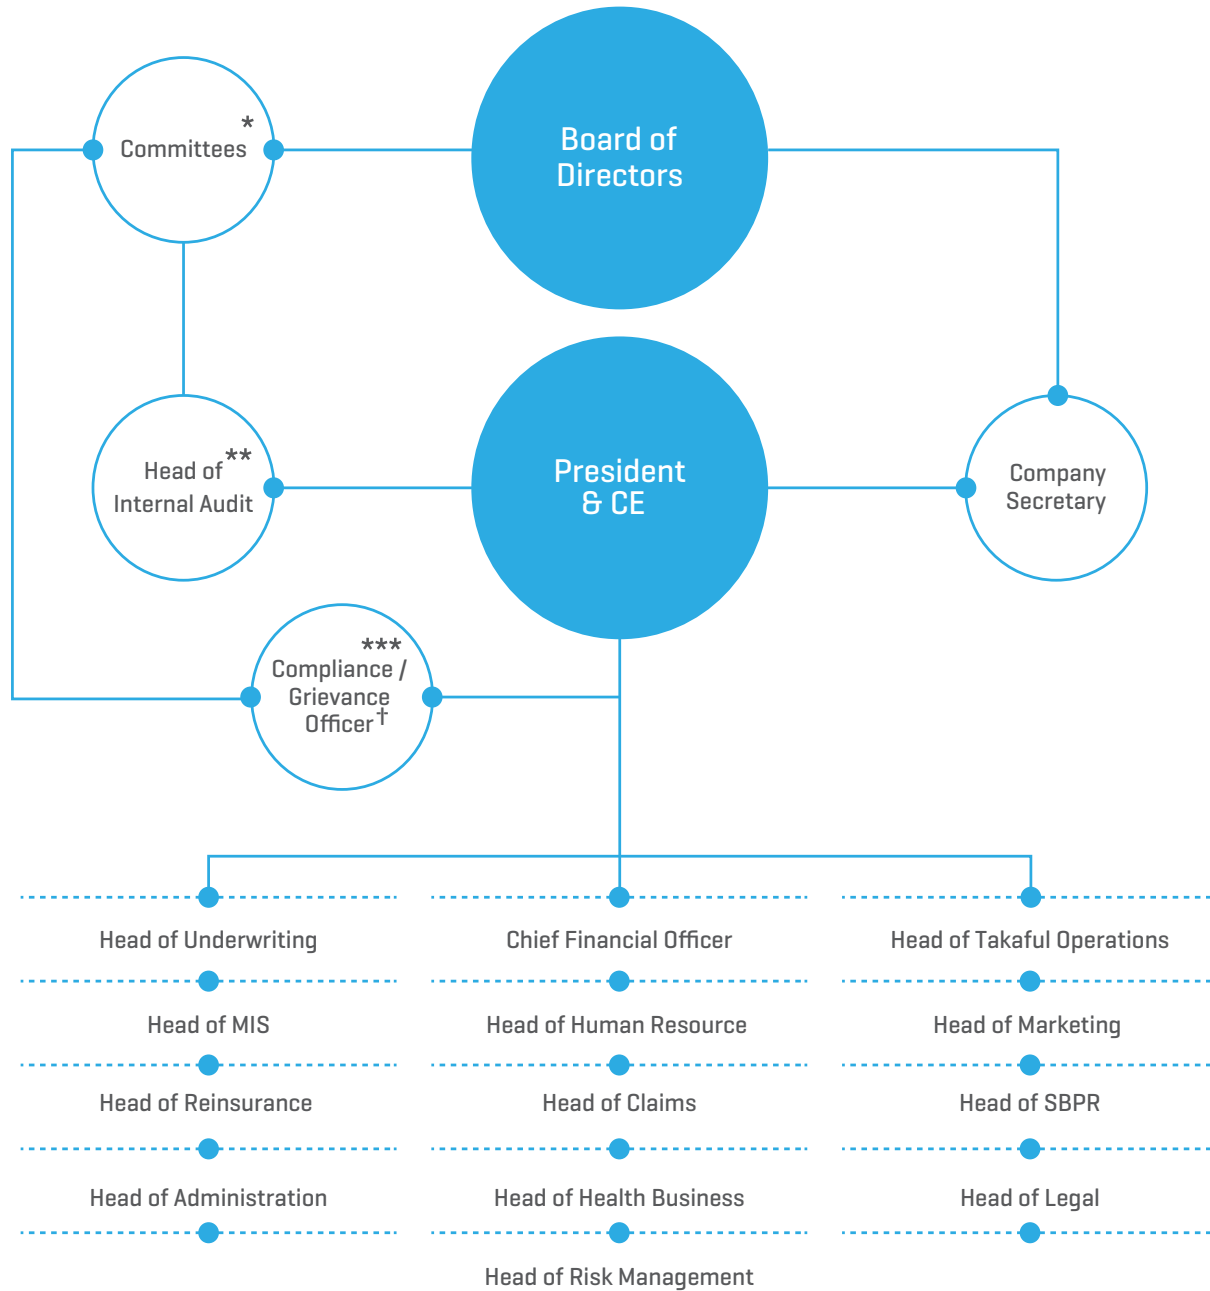 Board of
Directors
*
Committees
President
& CE
**
Head of
Internal Audit
Company
Secretary
***
Compliance /
Grievance
Officer†
Head of Underwriting
Chief Financial Officer
Head of Takaful Operations
Head of MIS
Head of Human Resource
Head of Marketing
Head of Reinsurance
Head of Claims
Head of SBPR
Head of Administration
Head of Health Business
Head of Legal
Head of Risk Management